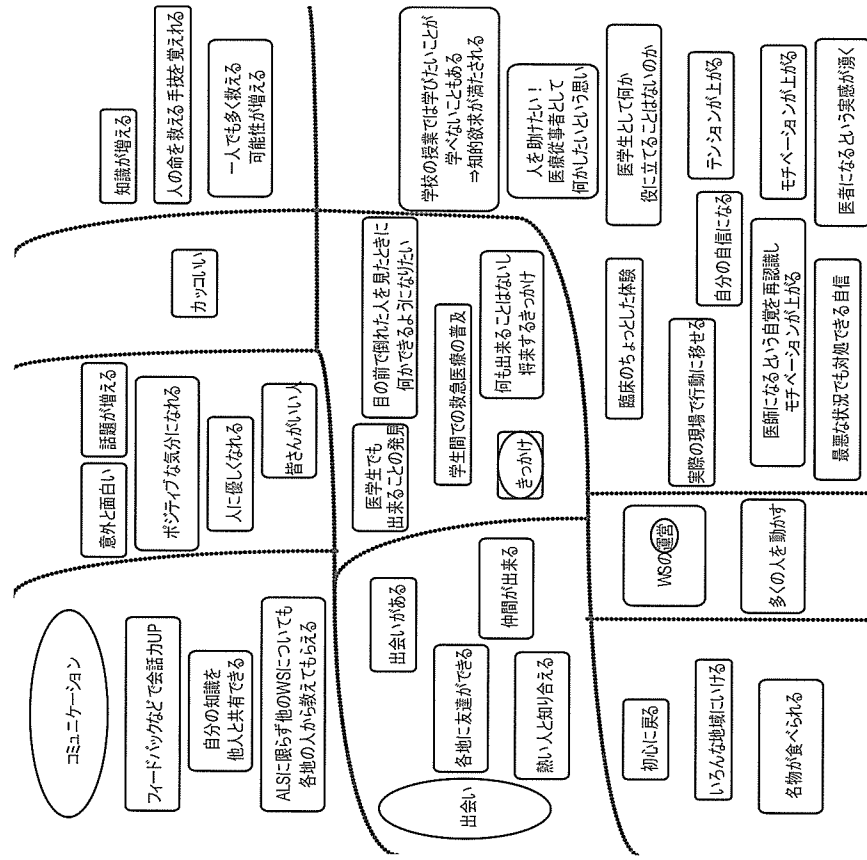 コミュニケーション
フィードバックなどで会話力UP
自分の知識を
他人と共有できる
ALSに限らず他のWSについても
各地の人から教えてもらえる
意外と面白い
話題が増える
ポジティブな気分になれる
人に優しくなれる
皆さんがいい人
カッコいい
知識が増える
人の命を救える手技を覚えれる
一人でも多く救える
可能性が増える
出会い
出会いがある
各地に友達ができる
仲間が出来る
熱い人と知り合える
医学生でも
出来ることの発見
目の前で倒れた人を見たときに
何かできるようになりたい
学生間での救急医療の普及
何も出来ることはないし
将来するきっかけ
きっかけ
学校の授業では学びたいことが
学べないこともある
⇒知的欲求が満たされる
人を助けたい！
医療従事者として
何かしたいという思い
医学生として何か
役に立てることはないのか
臨床のちょっとした体験
実際の現場で行動に移せる
自分の自信になる
テンションが上がる
医師になるという自覚を再認識し
モチベーションが上がる
モチベーションが上がる
最悪な状況でも対処できる自信
医者になるという実感が湧く
WSの運営
多くの人を動かす
初心に戻る
いろんな地域にいける
名物が食べられる